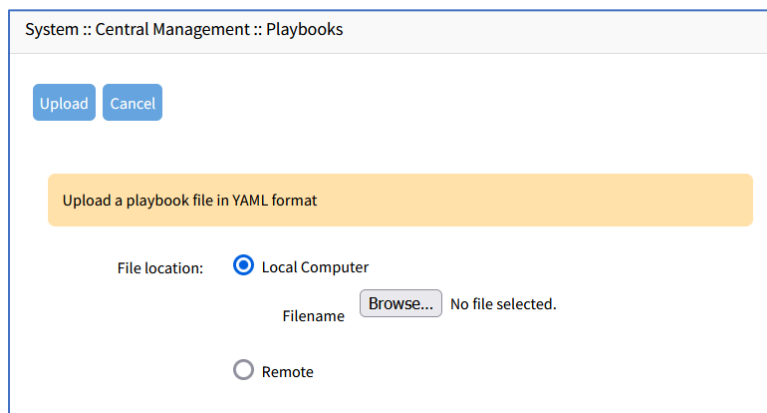 System :: Central Management :: Playbooks
Upload Cancel
Upload a playbook file in YAML format
File location: Local Computer
Filename Browse... No file selected.
Remote